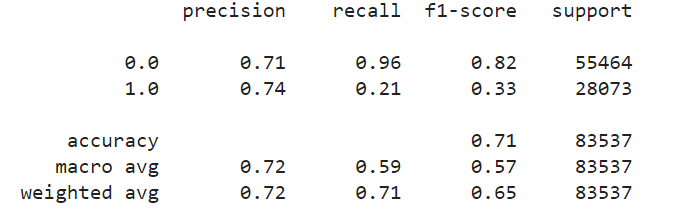 precision recall f1-score support
0.0 0.71 0.96 0.82 55464
1.0 0.74 0.21 0.33 28073
accuracy 0.71 83537
macro avg 0.72 0.59 0.57 83537
weighted avg 0.72 0.71 0.65 83537